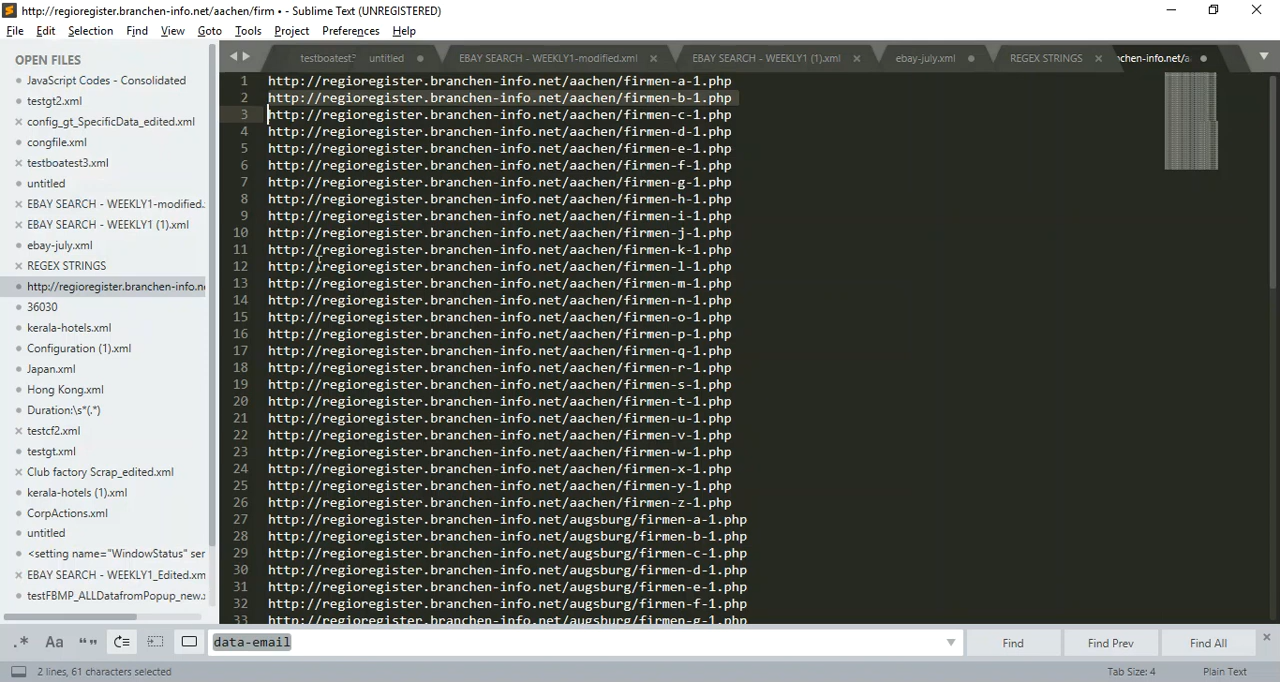 http://regioregister.branchen-info.net/aachen/firm • - Sublime Text (UNREGISTERED)
File Edit Selection Find View Goto Tools Project Preferences Help
OPEN FILES
testboatest3 untitled EBAY SEARCH - WEEKLY1-modified.xml EBAY SEARCH - WEEKLY1 (1).xml ebay-july.xml REGEX STRINGS chen-info.net/a
JavaScript Codes - Consolidated
testgt2.xml
config_gt_SpecificData_edited.xml
congfile.xml
testboatest3.xml
untitled
EBAY SEARCH - WEEKLY1-modified.
EBAY SEARCH - WEEKLY1 (1).xml
ebay-july.xml
REGEX STRINGS
http://regioregister.branchen-info.ne
36030
kerala-hotels.xml
Configuration (1).xml
Japan.xml
Hong Kong.xml
Duration:\s*(.*)
testcf2.xml
testgt.xml
Club factory Scrap_edited.xml
kerala-hotels (1).xml
CorpActions.xml
untitled
<setting name="WindowStatus" ser
EBAY SEARCH - WEEKLY1_Edited.xm
testFBMP_ALLDatafromPopup_new.
1 http://regioregister.branchen-info.net/aachen/firmen-a-1.php
2 http://regioregister.branchen-info.net/aachen/firmen-b-1.php
3 http://regioregister.branchen-info.net/aachen/firmen-c-1.php
4 http://regioregister.branchen-info.net/aachen/firmen-d-1.php
5 http://regioregister.branchen-info.net/aachen/firmen-e-1.php
6 http://regioregister.branchen-info.net/aachen/firmen-f-1.php
7 http://regioregister.branchen-info.net/aachen/firmen-g-1.php
8 http://regioregister.branchen-info.net/aachen/firmen-h-1.php
9 http://regioregister.branchen-info.net/aachen/firmen-i-1.php
10 http://regioregister.branchen-info.net/aachen/firmen-j-1.php
11 http://regioregister.branchen-info.net/aachen/firmen-k-1.php
12 http://regioregister.branchen-info.net/aachen/firmen-l-1.php
13 http://regioregister.branchen-info.net/aachen/firmen-m-1.php
14 http://regioregister.branchen-info.net/aachen/firmen-n-1.php
15 http://regioregister.branchen-info.net/aachen/firmen-o-1.php
16 http://regioregister.branchen-info.net/aachen/firmen-p-1.php
17 http://regioregister.branchen-info.net/aachen/firmen-q-1.php
18 http://regioregister.branchen-info.net/aachen/firmen-r-1.php
19 http://regioregister.branchen-info.net/aachen/firmen-s-1.php
20 http://regioregister.branchen-info.net/aachen/firmen-t-1.php
21 http://regioregister.branchen-info.net/aachen/firmen-u-1.php
22 http://regioregister.branchen-info.net/aachen/firmen-v-1.php
23 http://regioregister.branchen-info.net/aachen/firmen-w-1.php
24 http://regioregister.branchen-info.net/aachen/firmen-x-1.php
25 http://regioregister.branchen-info.net/aachen/firmen-y-1.php
26 http://regioregister.branchen-info.net/aachen/firmen-z-1.php
27 http://regioregister.branchen-info.net/augsburg/firmen-a-1.php
28 http://regioregister.branchen-info.net/augsburg/firmen-b-1.php
29 http://regioregister.branchen-info.net/augsburg/firmen-c-1.php
30 http://regioregister.branchen-info.net/augsburg/firmen-d-1.php
31 http://regioregister.branchen-info.net/augsburg/firmen-e-1.php
32 http://regioregister.branchen-info.net/augsburg/firmen-f-1.php
33 http://regioregister.branchen-info.net/augsburg/firmen-g-1.php
.* Aa “” data-email Find Find Prev Find All
2 lines, 61 characters selected Tab Size: 4 Plain Text